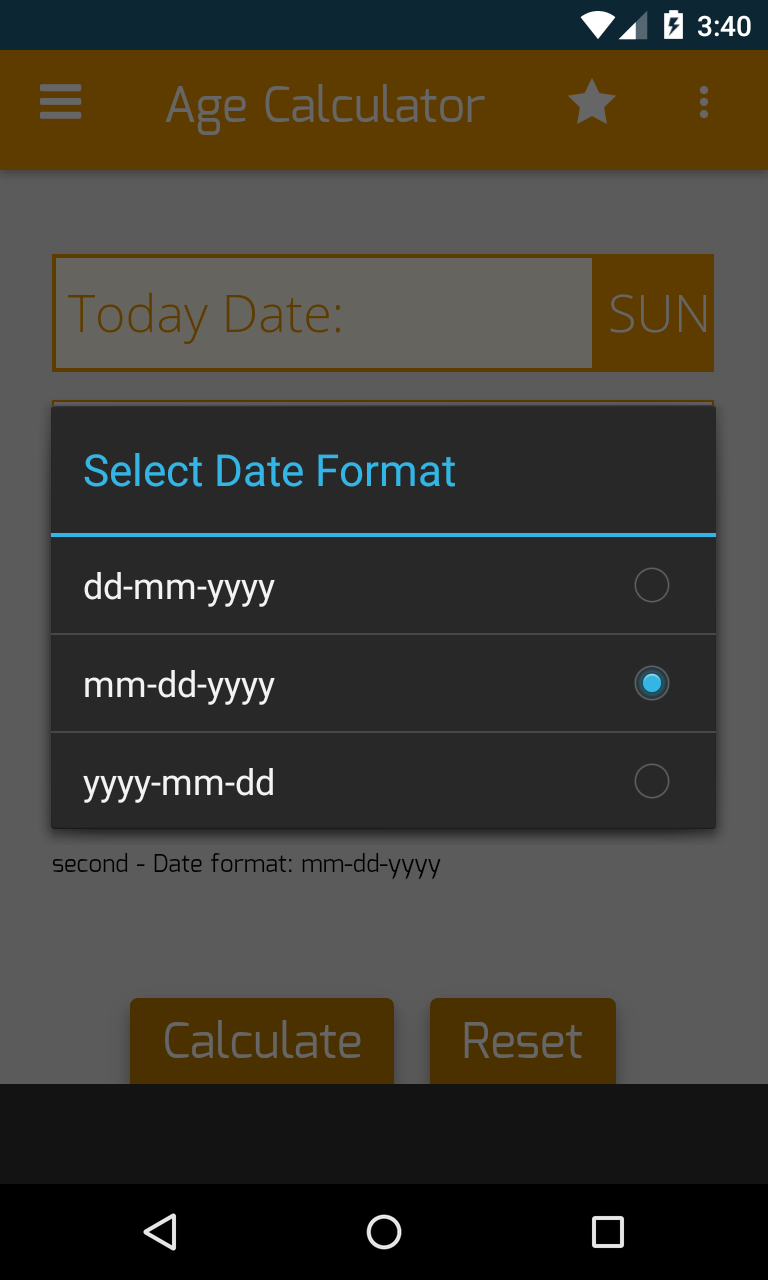 3:40
Age Calculator
Today Date:
SUN
Select Date Format
dd-mm-yyyy
mm-dd-yyyy
yyyy-mm-dd
second - Date format: mm-dd-yyyy
Calculate
Reset